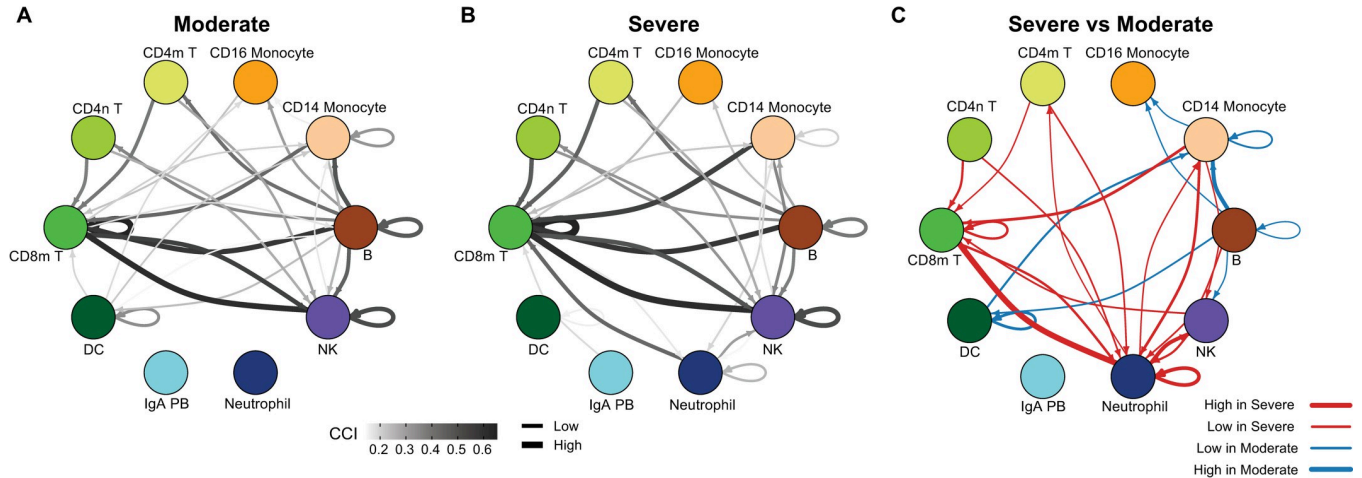 A
Moderate
CD4m T
CD16 Monocyte
CD4n T
CD14 Monocyte
CD8m T
B
DC
NK
IgA PB
Neutrophil
B
Severe
CD4m T
CD16 Monocyte
CD4n T
CD14 Monocyte
CD8m T
B
DC
NK
IgA PB
Neutrophil
CCI
0.2 0.3 0.4 0.5 0.6
Low
High
C
Severe vs Moderate
CD4m T
CD16 Monocyte
CD4n T
CD14 Monocyte
CD8m T
B
DC
NK
IgA PB
Neutrophil
High in Severe
Low in Severe
Low in Moderate
High in Moderate